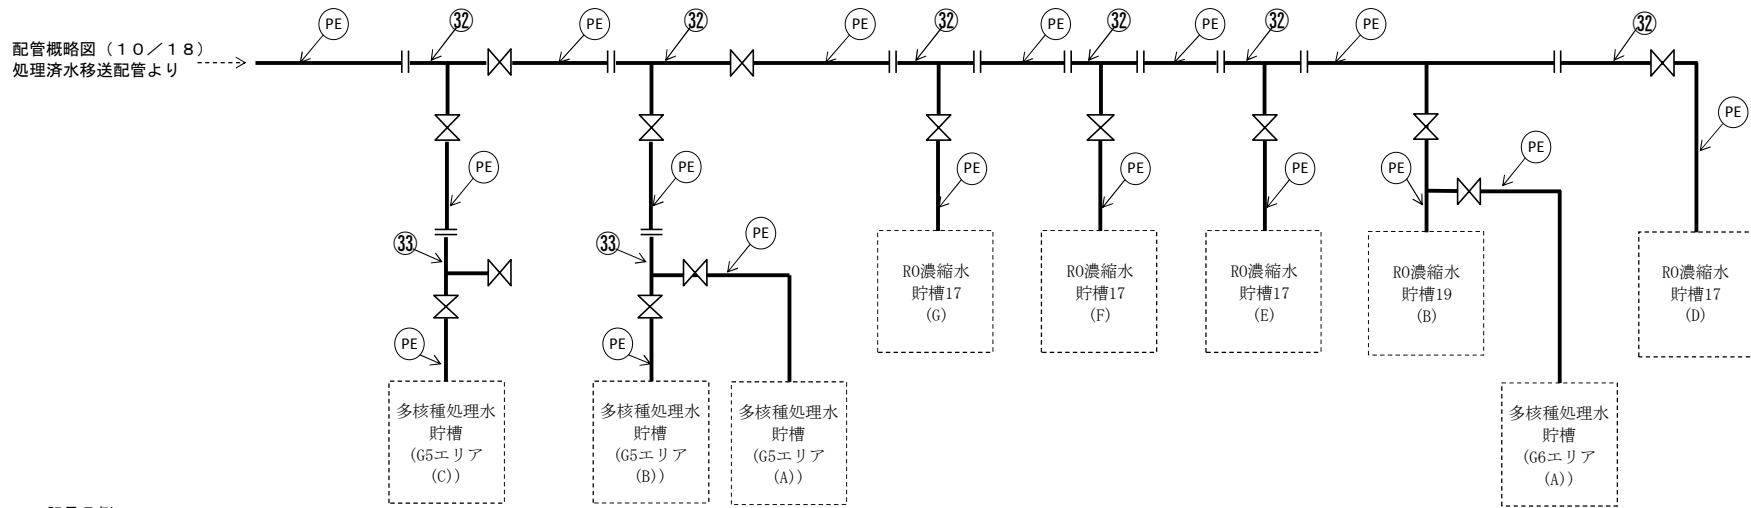 PE
㉜
PE
㉜
PE
㉜
PE
㉜
PE
㉜
PE
㉜
配管概略図(10/18)
処理済水移送配管より
PE
PE
PE
PE
PE
PE
PE
PE
PE
㉝
㉝
PE
PE
PE
RO濃縮水
貯槽17
(G)
RO濃縮水
貯槽17
(F)
RO濃縮水
貯槽17
(E)
RO濃縮水
貯槽19
(B)
RO濃縮水
貯槽17
(D)
多核種処理水
貯槽
(G5エリア
(C))
多核種処理水
貯槽
(G5エリア
(B))
多核種処理水
貯槽
(G5エリア
(A))
多核種処理水
貯槽
(G6エリア
(A))